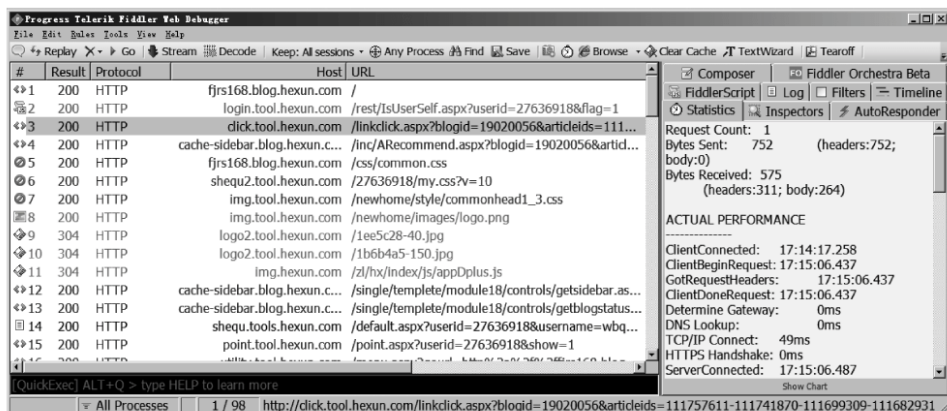 Progress Telerik Fiddler Web Debugger
File Edit Rules Tools View Help
Replay X Go Stream Decode Keep: All sessions Any Process Find Save Browse Clear Cache TextWizard Tearoff
# Result Protocol Host URL
1 200 HTTP fjrs168.blog.hexun.com /
2 200 HTTP login.tool.hexun.com /rest/IsUserSelf.aspx?userid=27636918&flag=1
3 200 HTTP click.tool.hexun.com /linkclick.aspx?blogid=19020056&articleids=111...
4 200 HTTP cache-sidebar.blog.hexun.c... /inc/ARecommend.aspx?blogid=19020056&articl...
5 200 HTTP fjrs168.blog.hexun.com /css/common.css
6 200 HTTP shequ2.tool.hexun.com /27636918/my.css?v=10
7 200 HTTP img.tool.hexun.com /newhome/style/commonhead1_3.css
8 200 HTTP img.tool.hexun.com /newhome/images/logo.png
9 304 HTTP logo2.tool.hexun.com /1ee5c28-40.jpg
10 304 HTTP logo2.tool.hexun.com /1b6b4a5-150.jpg
11 304 HTTP img.hexun.com /zl/hx/index/js/appDplus.js
12 200 HTTP cache-sidebar.blog.hexun.c... /single/templete/module18/controls/getsidebar.as...
13 200 HTTP cache-sidebar.blog.hexun.c... /single/templete/module18/controls/getblogstatus...
14 200 HTTP shequ.tools.hexun.com /default.aspx?userid=27636918&username=wbq...
15 200 HTTP point.tool.hexun.com /point.aspx?userid=27636918&show=1
[QuickExec] ALT+Q > type HELP to learn more
Composer Fiddler Orchestra Beta
FiddlerScript Log Filters Timeline
Statistics Inspectors AutoResponder
Request Count: 1
Bytes Sent: 752 (headers:752;
body:0)
Bytes Received: 575
(headers:311; body:264)
ACTUAL PERFORMANCE
--------------
ClientConnected: 17:14:17.258
ClientBeginRequest: 17:15:06.437
GotRequestHeaders: 17:15:06.437
ClientDoneRequest: 17:15:06.437
Determine Gateway: 0ms
DNS Lookup: 0ms
TCP/IP Connect: 49ms
HTTPS Handshake: 0ms
ServerConnected: 17:15:06.487
Show Chart
All Processes 1 / 98 http://click.tool.hexun.com/linkclick.aspx?blogid=19020056&articleids=111757611-111741870-111699309-111682931